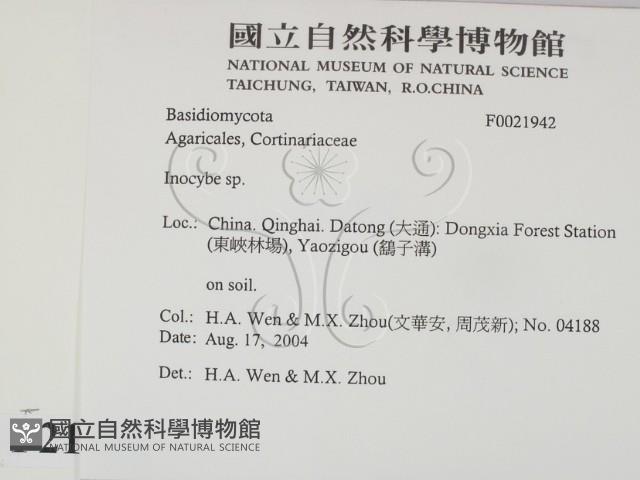 國立自然科學博物館
NATIONAL MUSEUM OF NATURAL SCIENCE
TAICHUNG, TAIWAN, R.O.CHINA
Basidiomycota F0021942
Agaricales, Cortinariaceae
Inocybe sp.
Loc.: China. Qinghai. Datong (大通): Dongxia Forest Station
(東峽林場), Yaozigou (鷂子溝)
on soil.
Col.: H.A. Wen & M.X. Zhou(文華安, 周茂新); No. 04188
Date: Aug. 17, 2004
Det.: H.A. Wen & M.X. Zhou
21
國立自然科學博物館
NATIONAL MUSEUM OF NATURAL SCIENCE